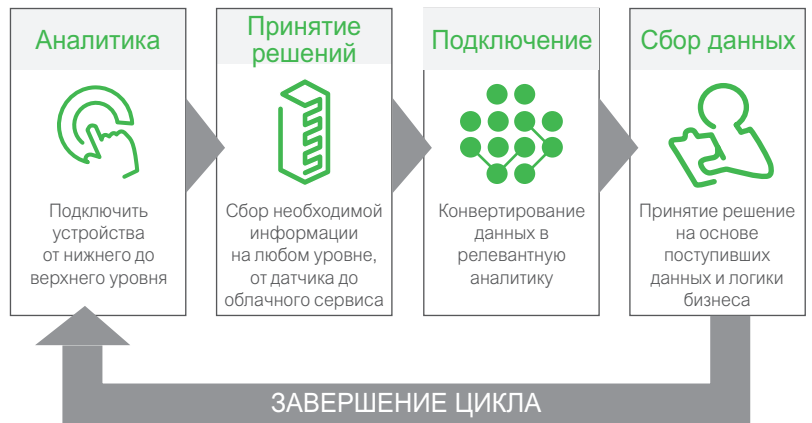 Аналитика
Подключить
устройства
от нижнего до
верхнего уровня
Принятие
решений
Сбор необходимой
информации
на любом уровне,
от датчика до
облачного сервиса
Подключение
Конвертирование
данных в
релевантную
аналитику
Сбор данных
Принятие решение
на основе
поступивших
данных и логики
бизнеса
ЗАВЕРШЕНИЕ ЦИКЛА